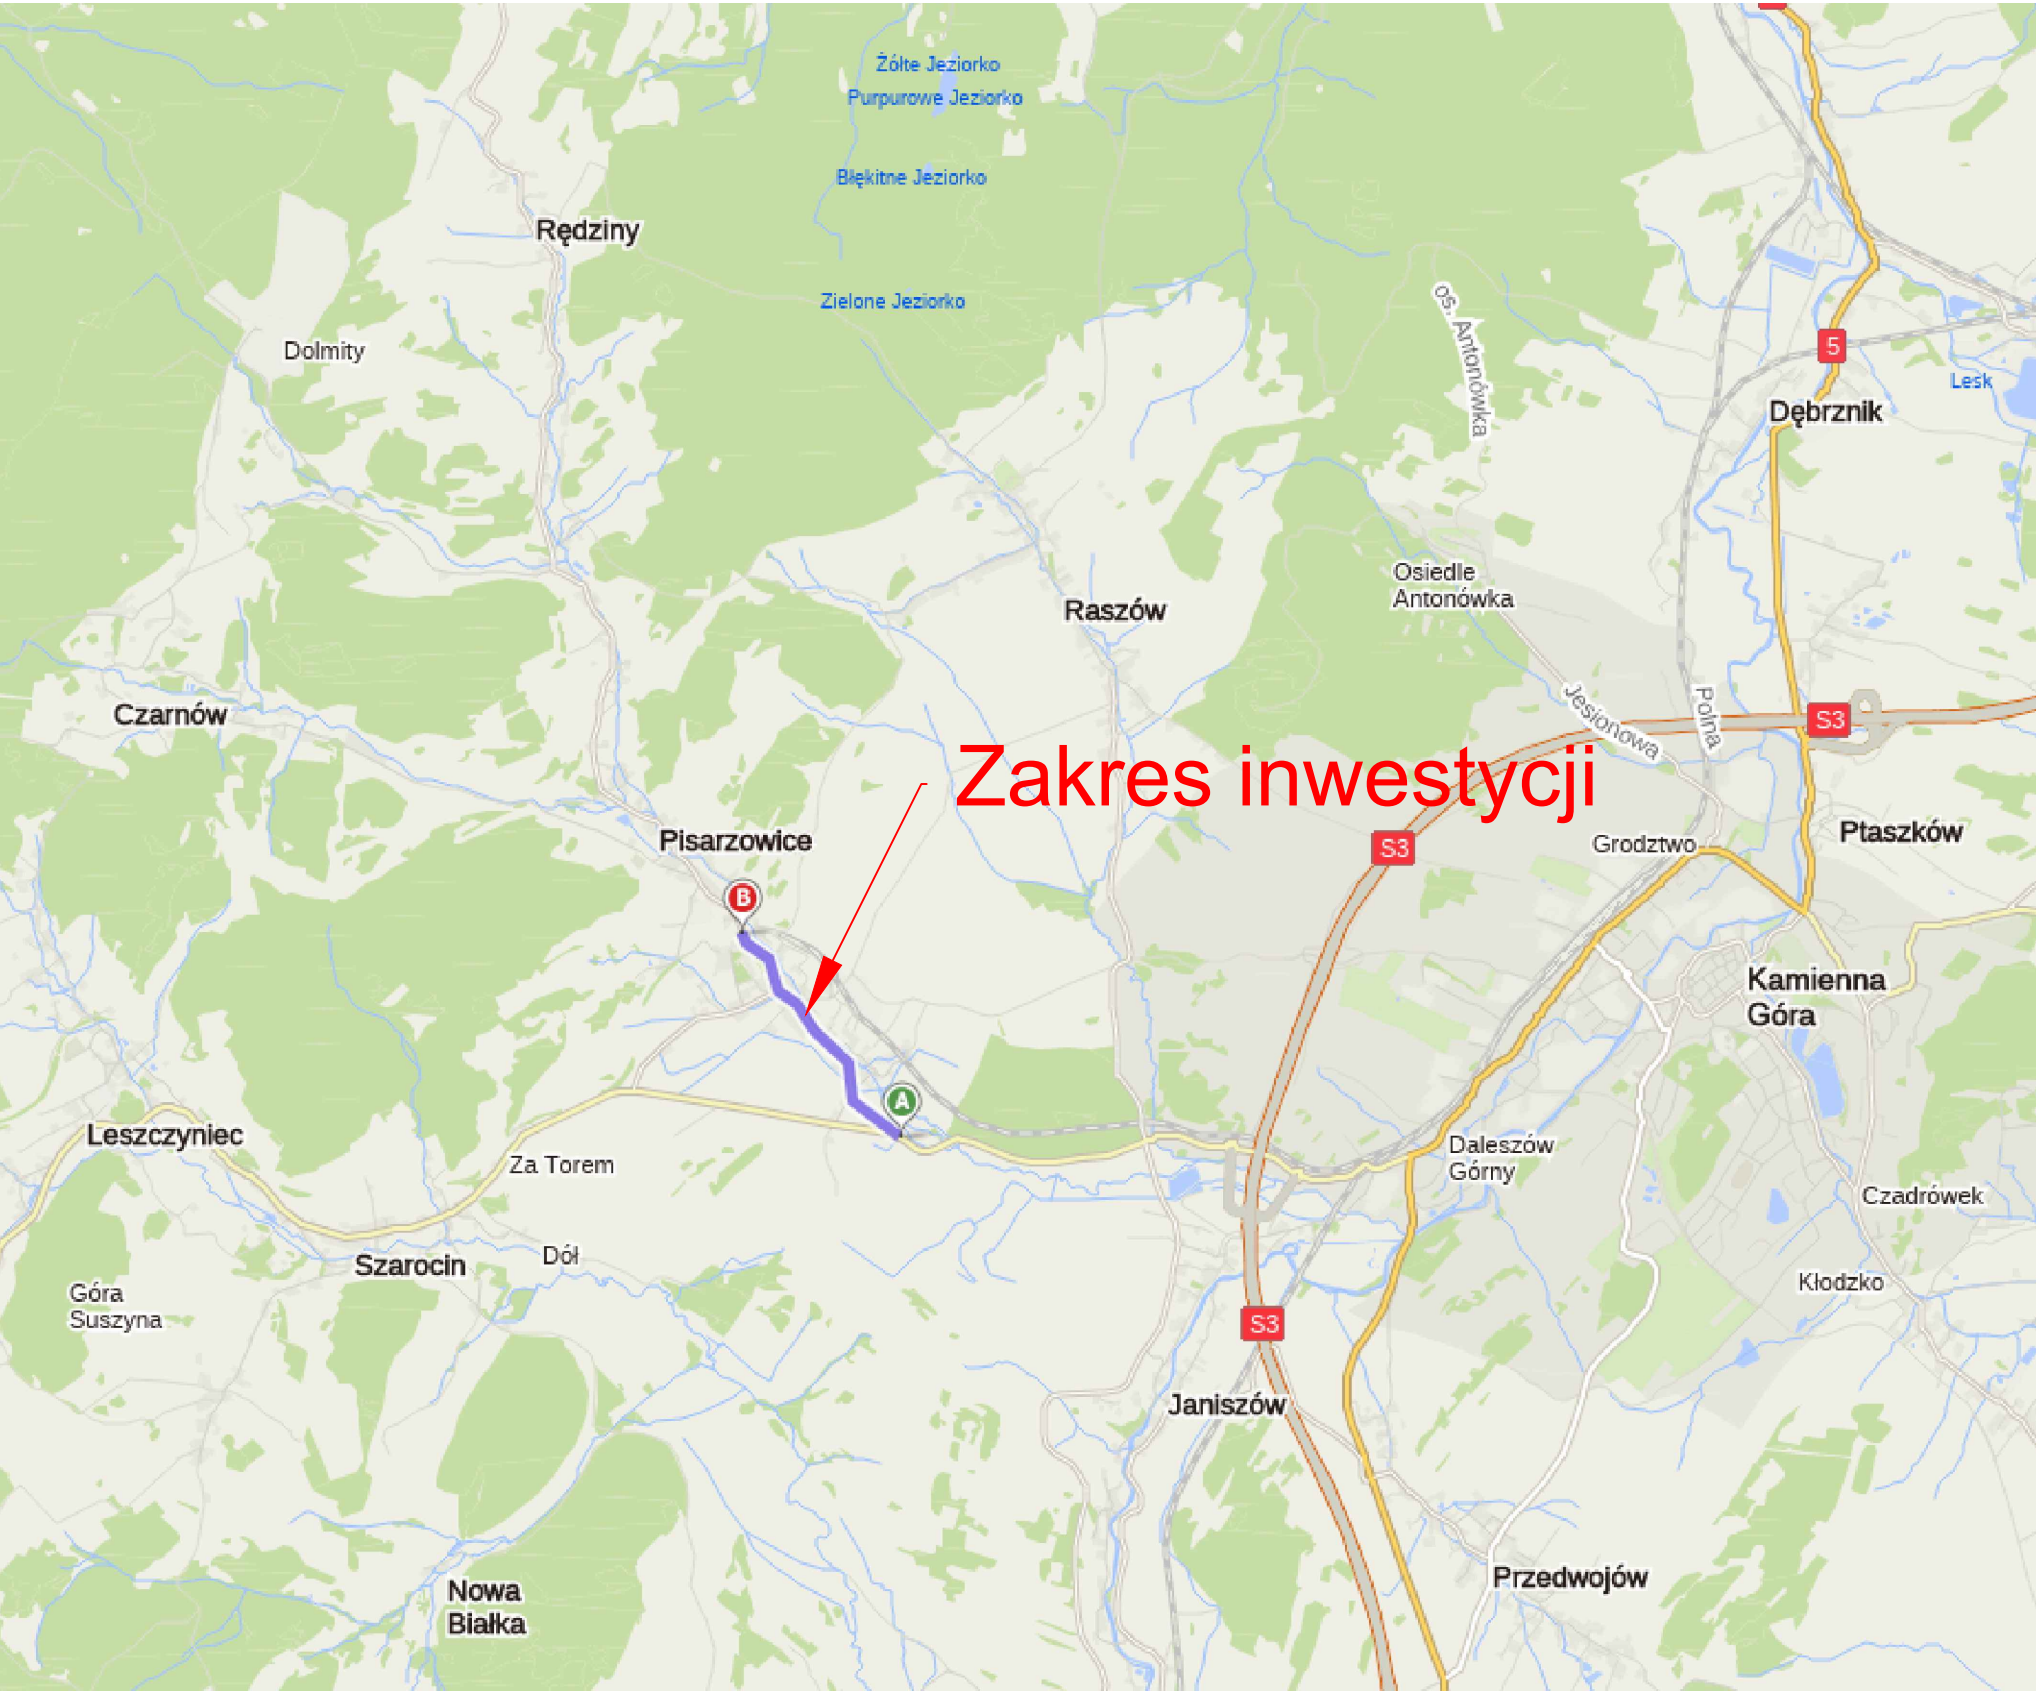 Żółte Jeziorko
Purpurowe Jeziorko
Błękitne Jeziorko
Rędziny
Zielone Jeziorko
os. Antonówka
Dolmity
5
Lesk
Dębrznik
Osiedle
Antonówka
Raszów
Czarnów
Jesionowa
Polna
S3
Zakres inwestycji
Pisarzowice
S3
Grodztwo
Ptaszków
B
Kamienna
Góra
A
Leszczyniec
Za Torem
Daleszów
Górny
Czadrówek
Szarocin
Dół
Góra
Suszyna
Kłodzko
S3
Janiszów
Nowa
Białka
Przedwojów